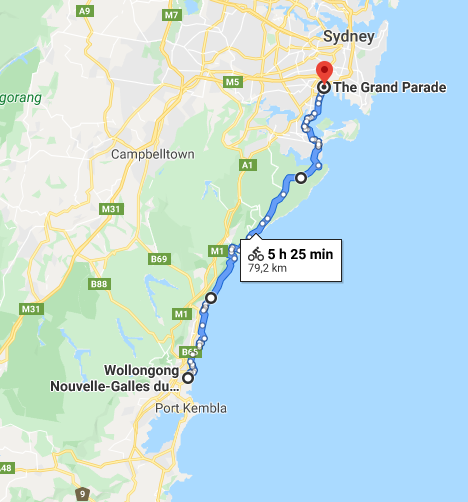 A9
M7
Sydney
The Grand Parade
M5
gorang
Campbelltown
A1
M31
M1
B69
5 h 25 min
79,2 km
B88
M31
M1
B65
Wollongong
Nouvelle-Galles du...
Port Kembla
A48
9